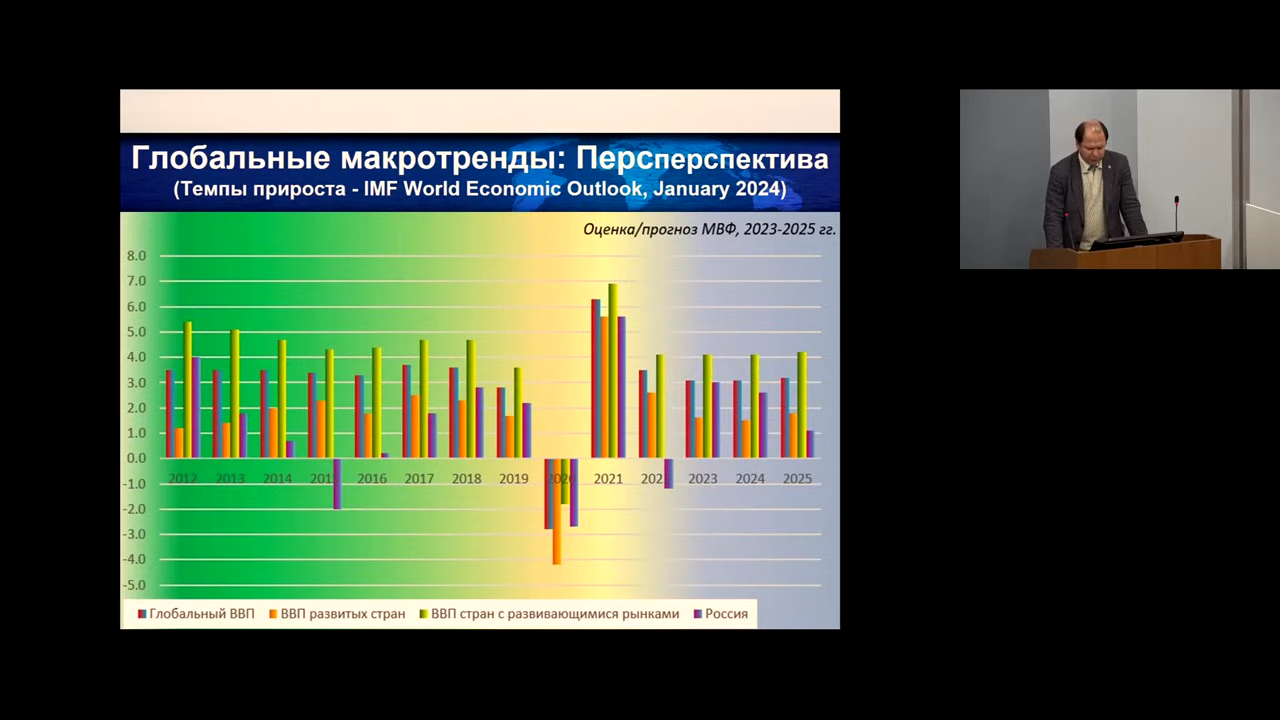 Глобальные макротренды: Персперспектива
(Темпы прироста - IMF World Economic Outlook, January 2024)
Оценка/прогноз МВФ, 2023-2025 гг.
8.0
7.0
6.0
5.0
4.0
3.0
2.0
1.0
0.0
2012 2013 2014 2015 2016 2017 2018 2019 2020 2021 202 2023 2024 2025
-1.0
-2.0
-3.0
-4.0
-5.0
Глобальный ВВП ВВП развитых стран ВВП стран с развивающимися рынками Россия